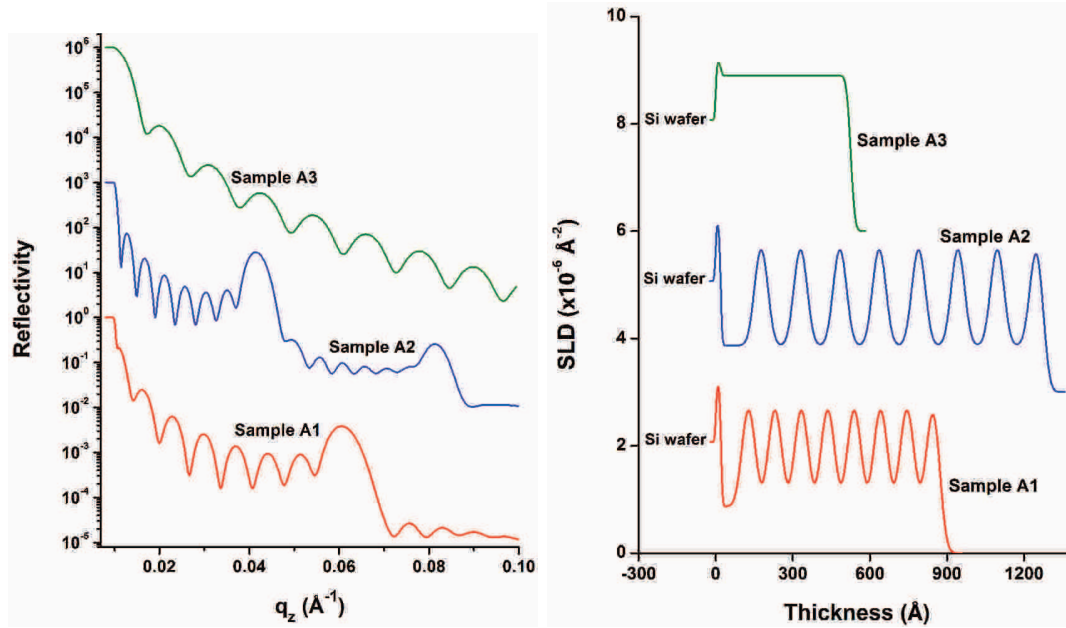 10⁶
10⁵
10⁴
10³
10²
10¹
10⁰
10⁻¹
10⁻²
10⁻³
10⁻⁴
10⁻⁵
Reflectivity
Sample A3
Sample A2
Sample A1
0.02 0.04 0.06 0.08 0.10
q_z (Å⁻¹)
10
8
6
4
2
0
SLD (x10⁻⁶ Å⁻²)
Si wafer
Sample A3
Sample A2
Si wafer
Si wafer
Sample A1
-300 0 300 600 900 1200
Thickness (Å)